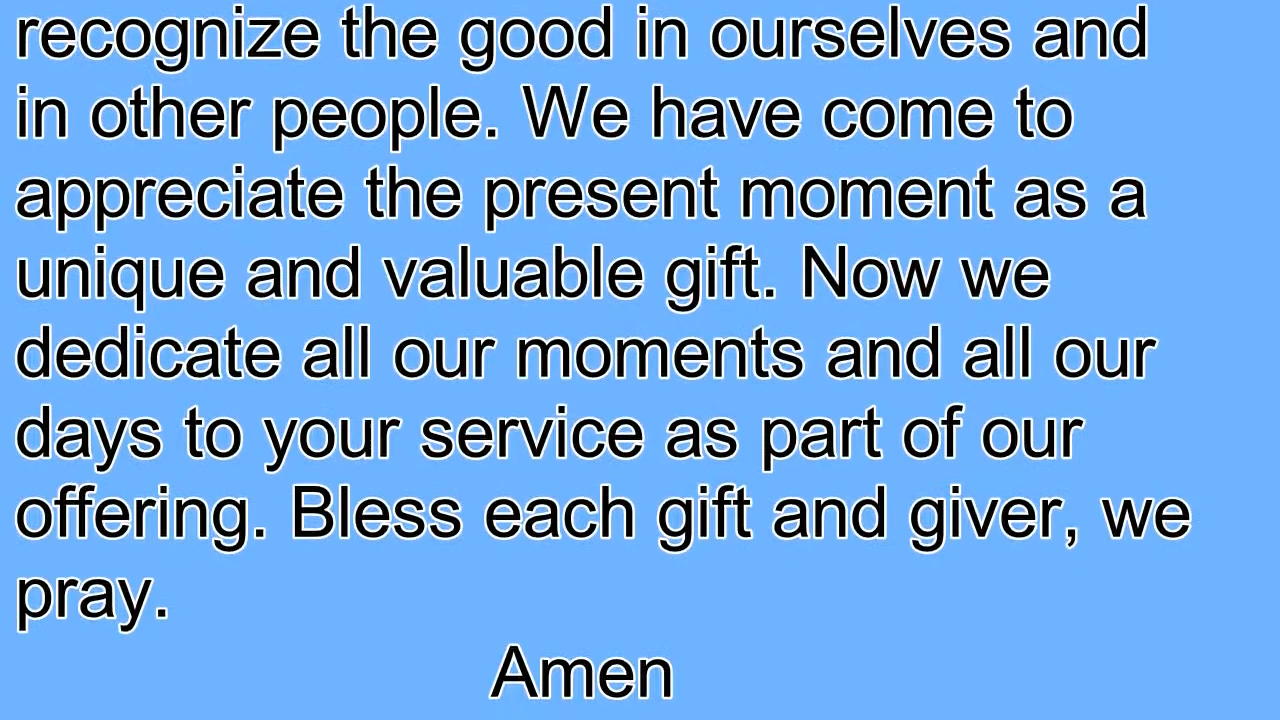 recognize the good in ourselves and
in other people. We have come to
appreciate the present moment as a
unique and valuable gift. Now we
dedicate all our moments and all our
days to your service as part of our
offering. Bless each gift and giver, we
pray.
Amen